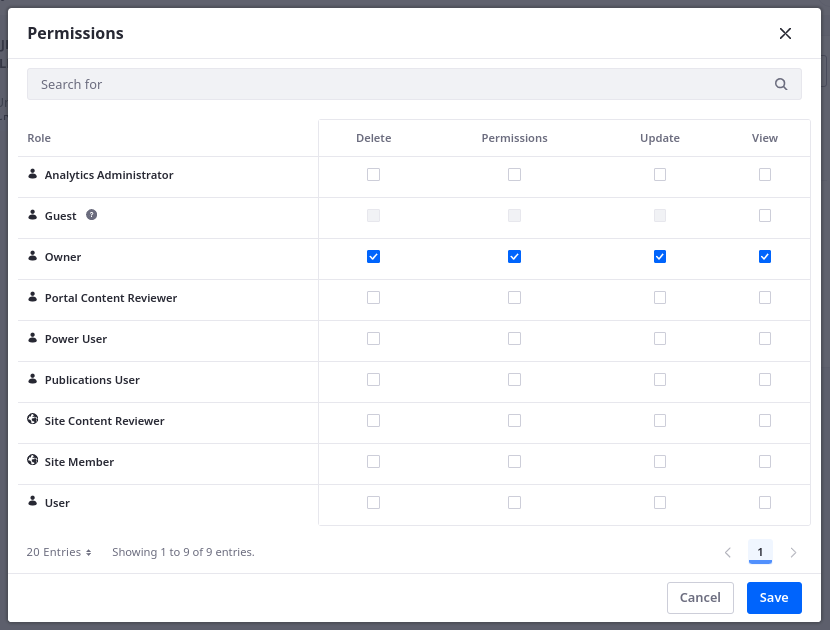 Permissions
Search for
Role Delete Permissions Update View
Analytics Administrator
Guest ?
Owner
Portal Content Reviewer
Power User
Publications User
Site Content Reviewer
Site Member
User
20 Entries Showing 1 to 9 of 9 entries. 1
Cancel Save